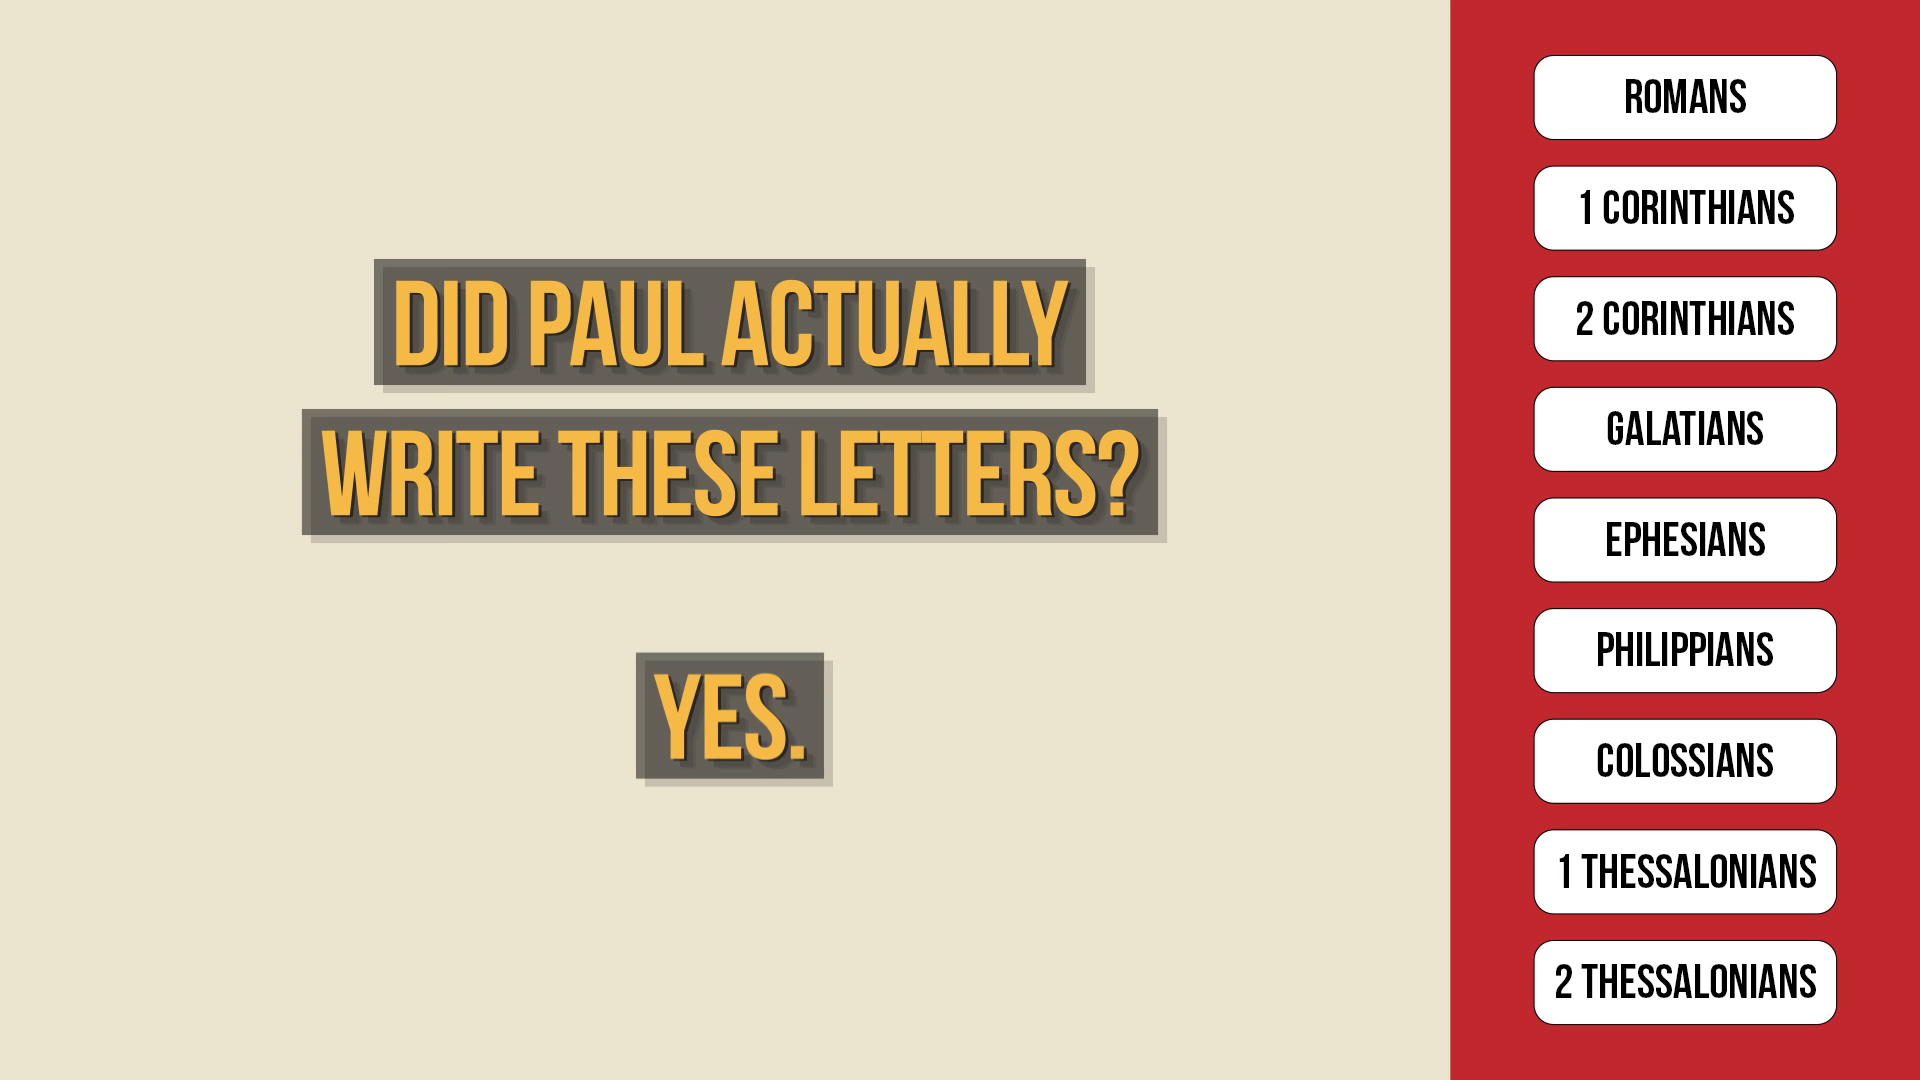 DID PAUL ACTUALLY
WRITE THESE LETTERS?
YES.
ROMANS
1 CORINTHIANS
2 CORINTHIANS
GALATIANS
EPHESIANS
PHILIPPIANS
COLOSSIANS
1 THESSALONIANS
2 THESSALONIANS